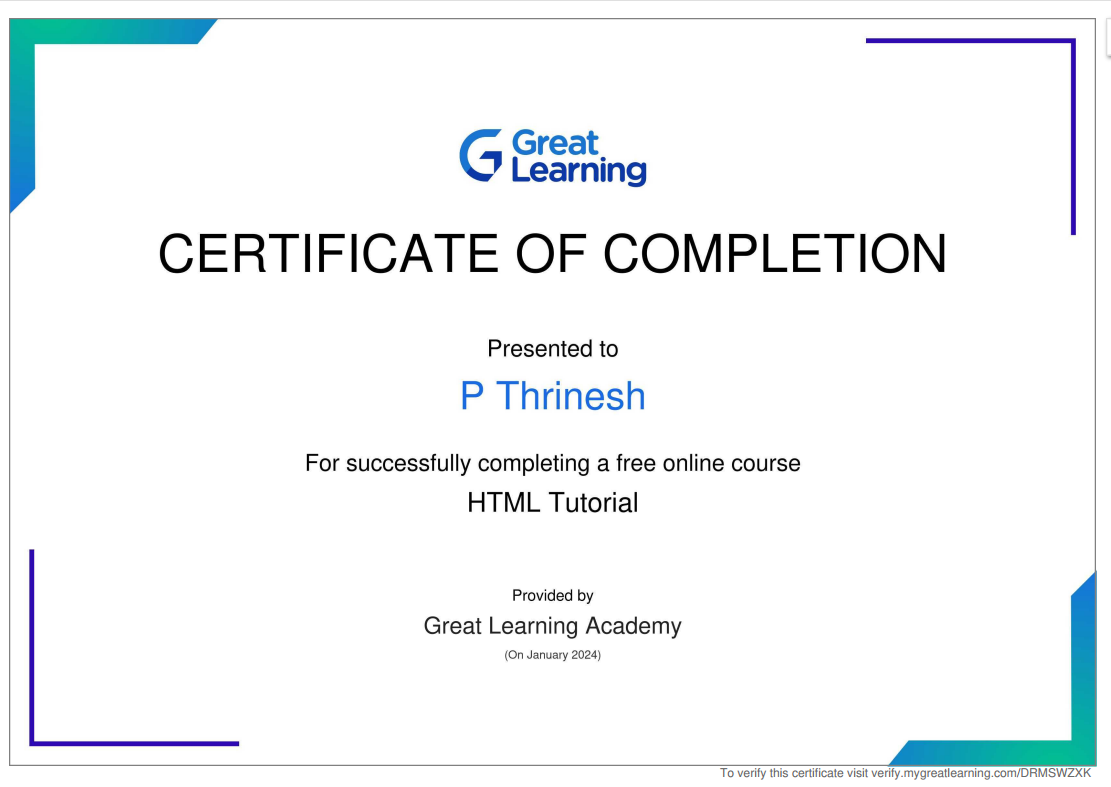 Great
Learning
CERTIFICATE OF COMPLETION
Presented to
P Thrinesh
For successfully completing a free online course
HTML Tutorial
Provided by
Great Learning Academy
(On January 2024)
To verify this certificate visit verify.mygreatlearning.com/DRMSWZXK